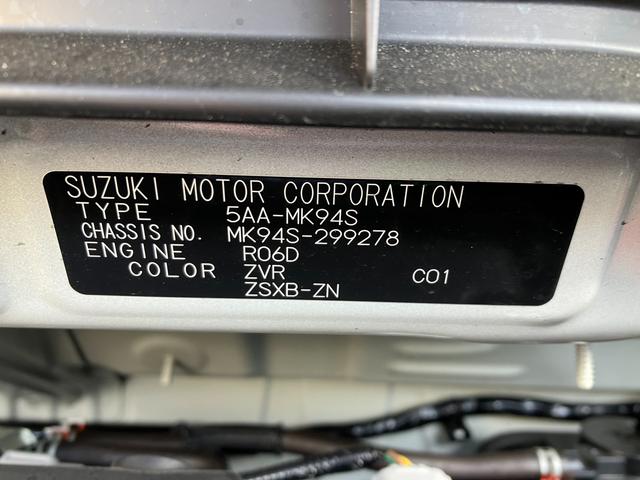 SUZUKI MOTOR CORPORATION
TYPE 5AA-MK94S
CHASSIS NO. MK94S-299278
ENGINE R06D
COLOR ZVR C01
ZSXB-ZN